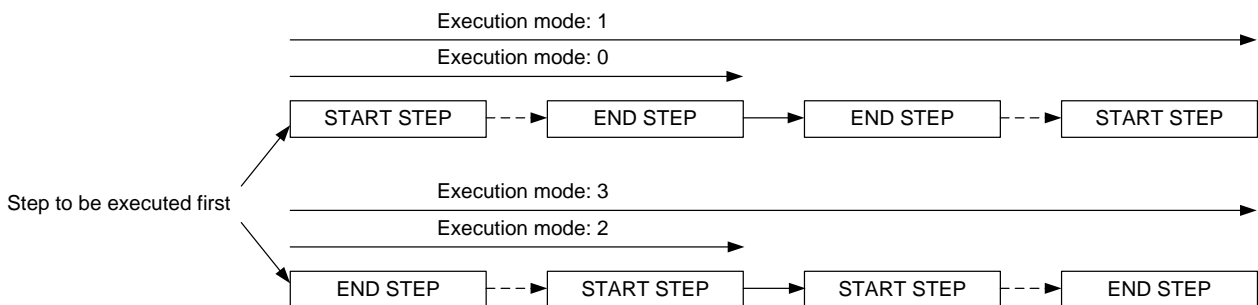 Execution mode: 1
Execution mode: 0
START STEP
END STEP
END STEP
START STEP
Step to be executed first
Execution mode: 3
Execution mode: 2
END STEP
START STEP
START STEP
END STEP